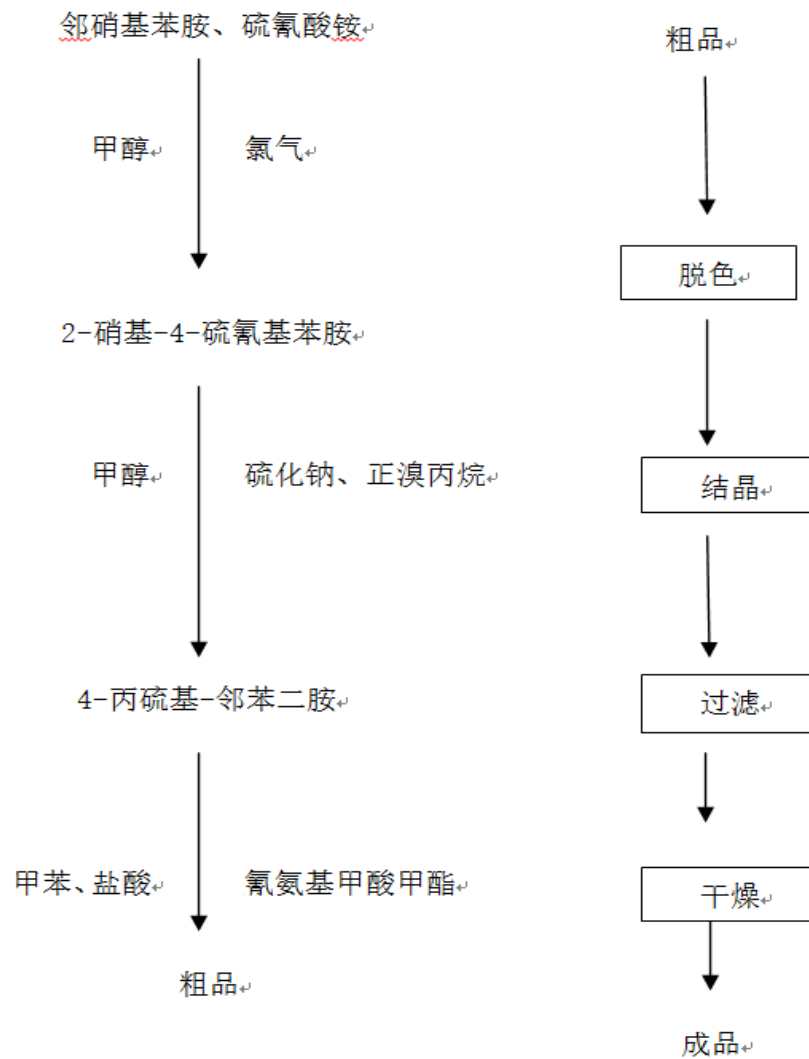 邻硝基苯胺、硫氰酸铵
甲醇 氯气
2-硝基-4-硫氰基苯胺
甲醇 硫化钠、正溴丙烷
4-丙硫基-邻苯二胺
甲苯、盐酸 氰氨基甲酸甲酯
粗品
粗品
脱色
结晶
过滤
干燥
成品